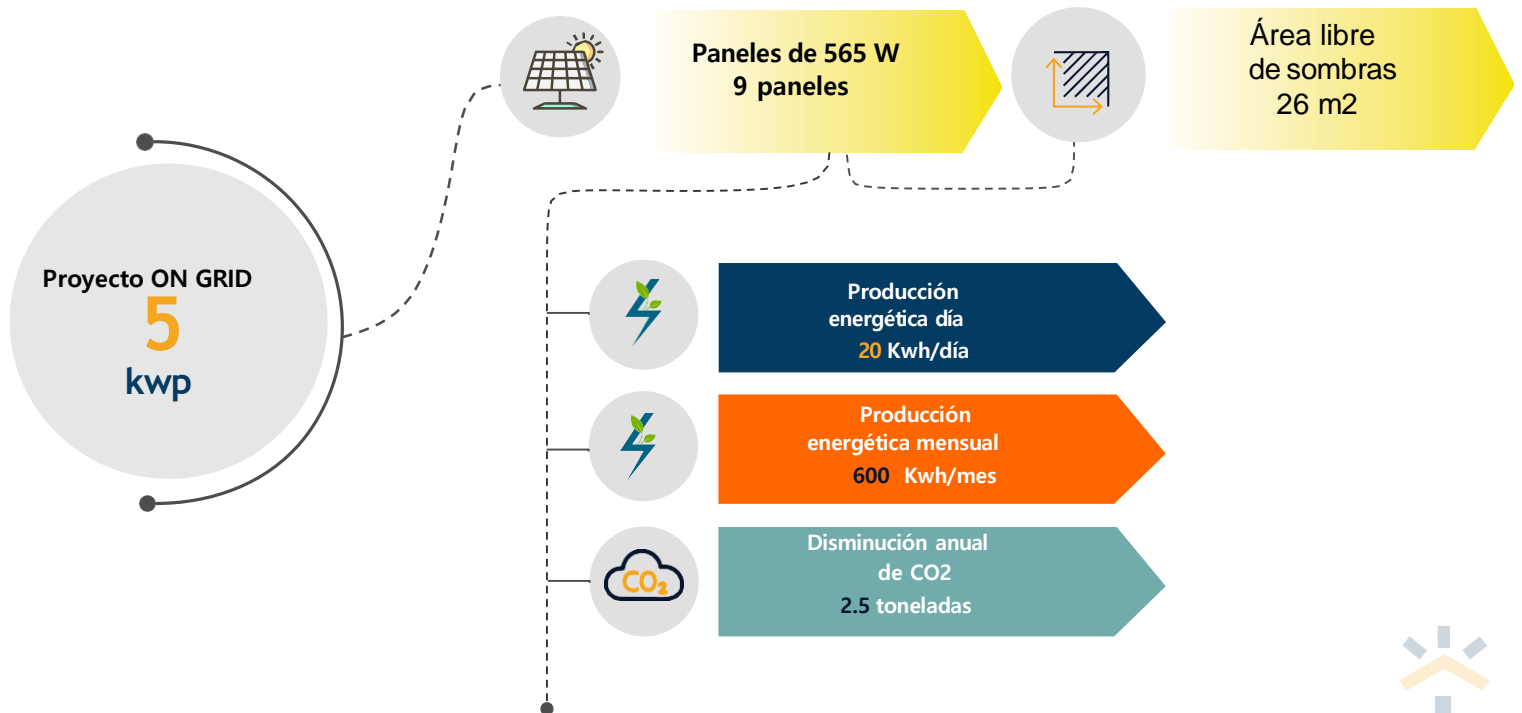 Paneles de 565 W
9 paneles
Área libre
de sombras
26 m2
Proyecto ON GRID
5
kwp
Producción
energética día
20 Kwh/día
Producción
energética mensual
600 Kwh/mes
CO2
Disminución anual
de CO2
2.5 toneladas